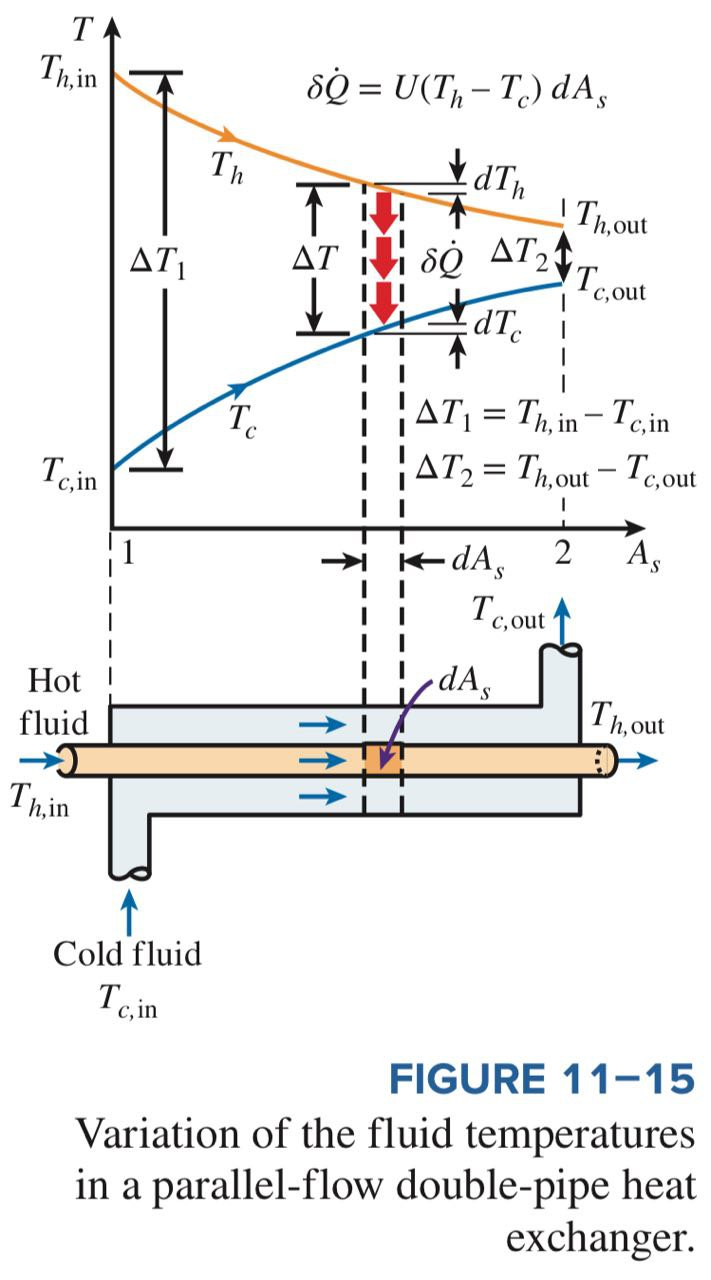 T
T_h,in
δQ̇ = U(T_h – T_c) dA_s
T_h
dT_h
T_h,out
ΔT_1
ΔT
δQ̇
ΔT_2
T_c,out
dT_c
T_c
ΔT_1 = T_h,in – T_c,in
T_c,in
ΔT_2 = T_h,out – T_c,out
1
dA_s
2
A_s
T_c,out
Hot
fluid
dA_s
T_h,out
T_h,in
Cold fluid
T_c,in
FIGURE 11–15
Variation of the fluid temperatures
in a parallel-flow double-pipe heat
exchanger.